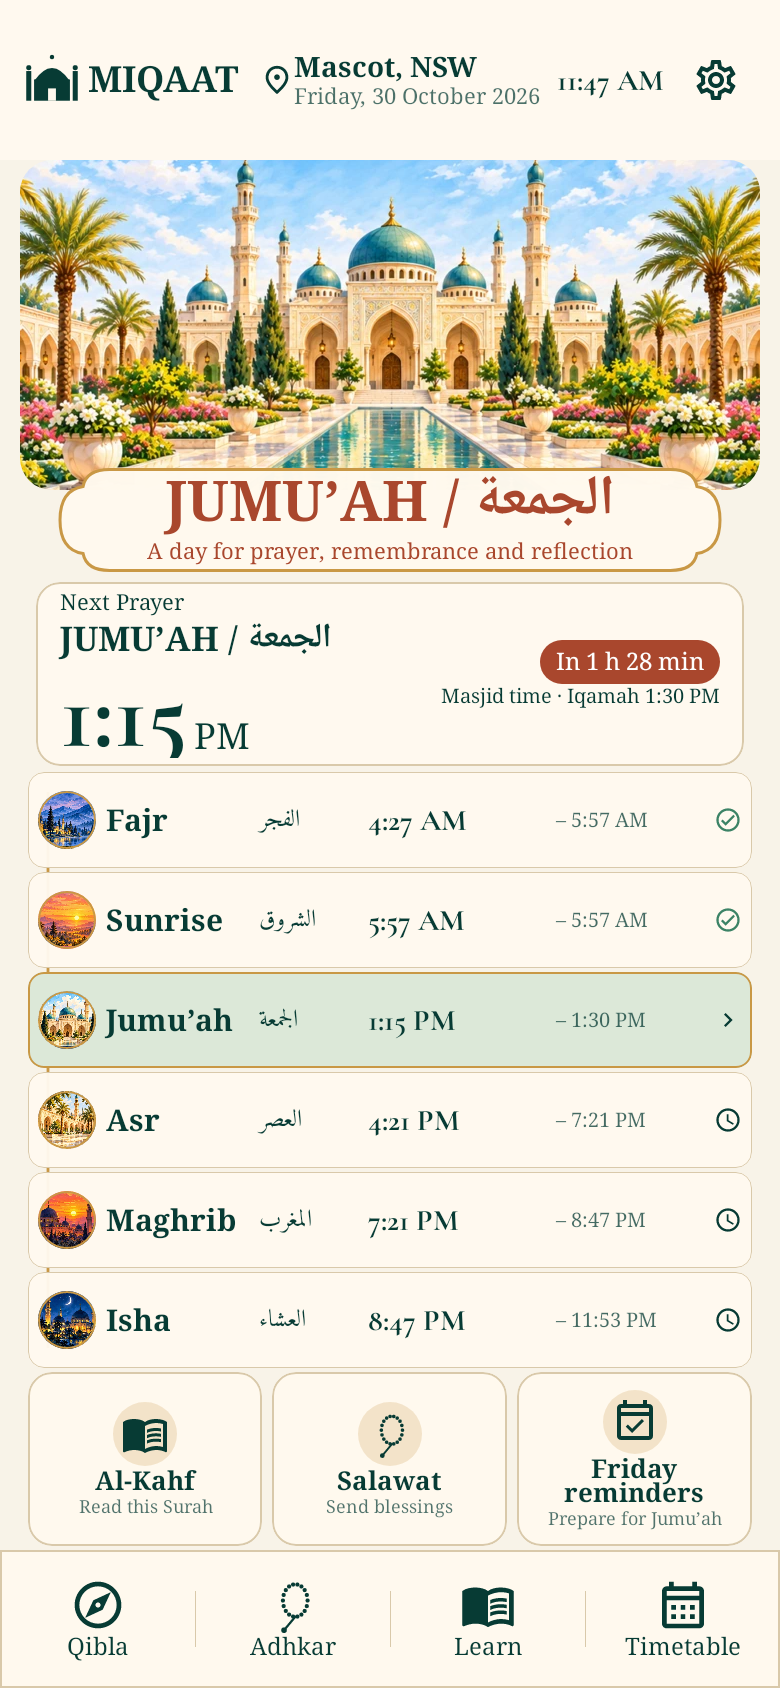 MIQAAT
Mascot, NSW
Friday, 30 October 2026
11:47 AM
JUMU’AH / الجمعة
A day for prayer, remembrance and reflection
Next Prayer
JUMU’AH / الجمعة
1:15 PM
In 1 h 28 min
Masjid time · Iqamah 1:30 PM
Fajr الفجر 4:27 AM – 5:57 AM
Sunrise الشروق 5:57 AM – 5:57 AM
Jumu’ah الجمعة 1:15 PM – 1:30 PM
Asr العصر 4:21 PM – 7:21 PM
Maghrib المغرب 7:21 PM – 8:47 PM
Isha العشاء 8:47 PM – 11:53 PM
Al-Kahf
Read this Surah
Salawat
Send blessings
Friday
reminders
Prepare for Jumu’ah
Qibla
Adhkar
Learn
Timetable